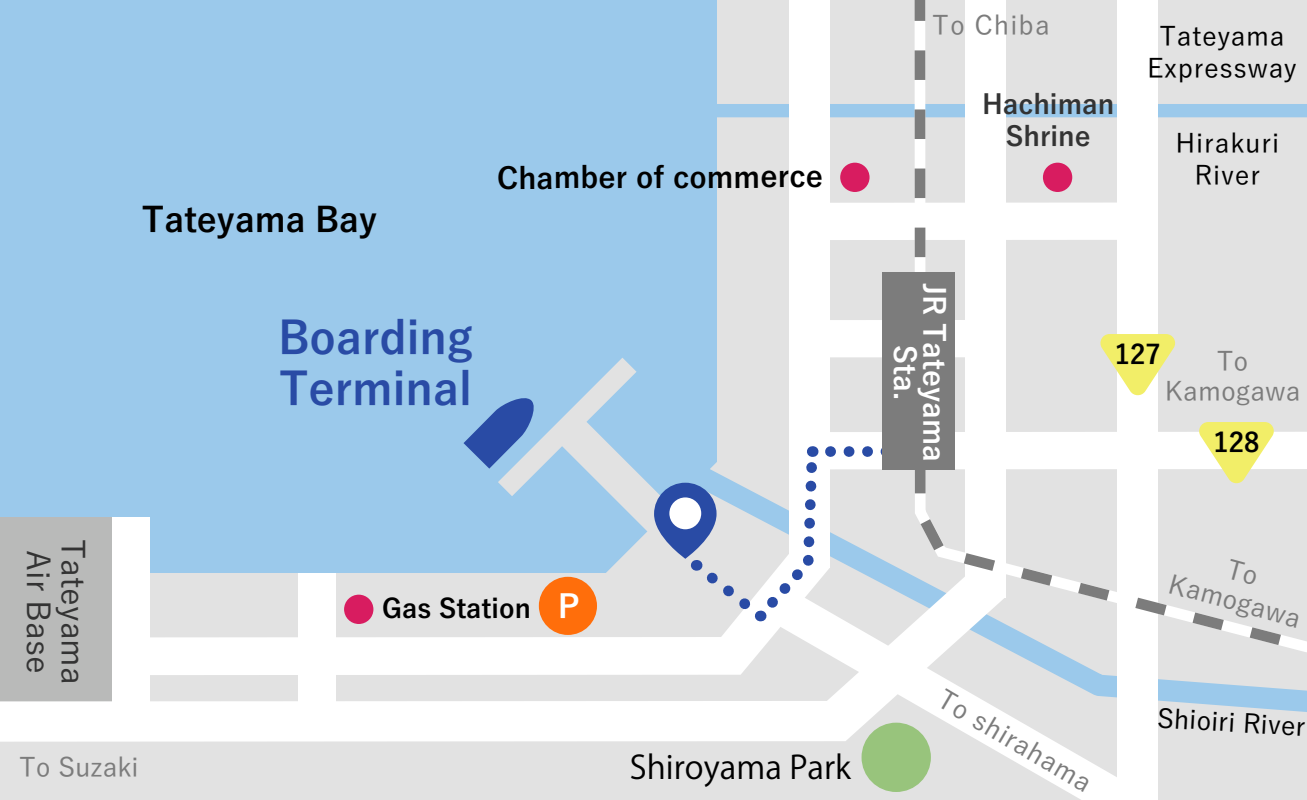 To Chiba
Tateyama
Expressway
Hachiman
Shrine
Hirakuri
River
Chamber of commerce
Tateyama Bay
Boarding
Terminal
JR Tateyama
Sta.
127
To
Kamogawa
128
Tateyama
Air Base
Gas Station
P
To
Kamogawa
To shirahama
Shioiri River
Shiroyama Park
To Suzaki